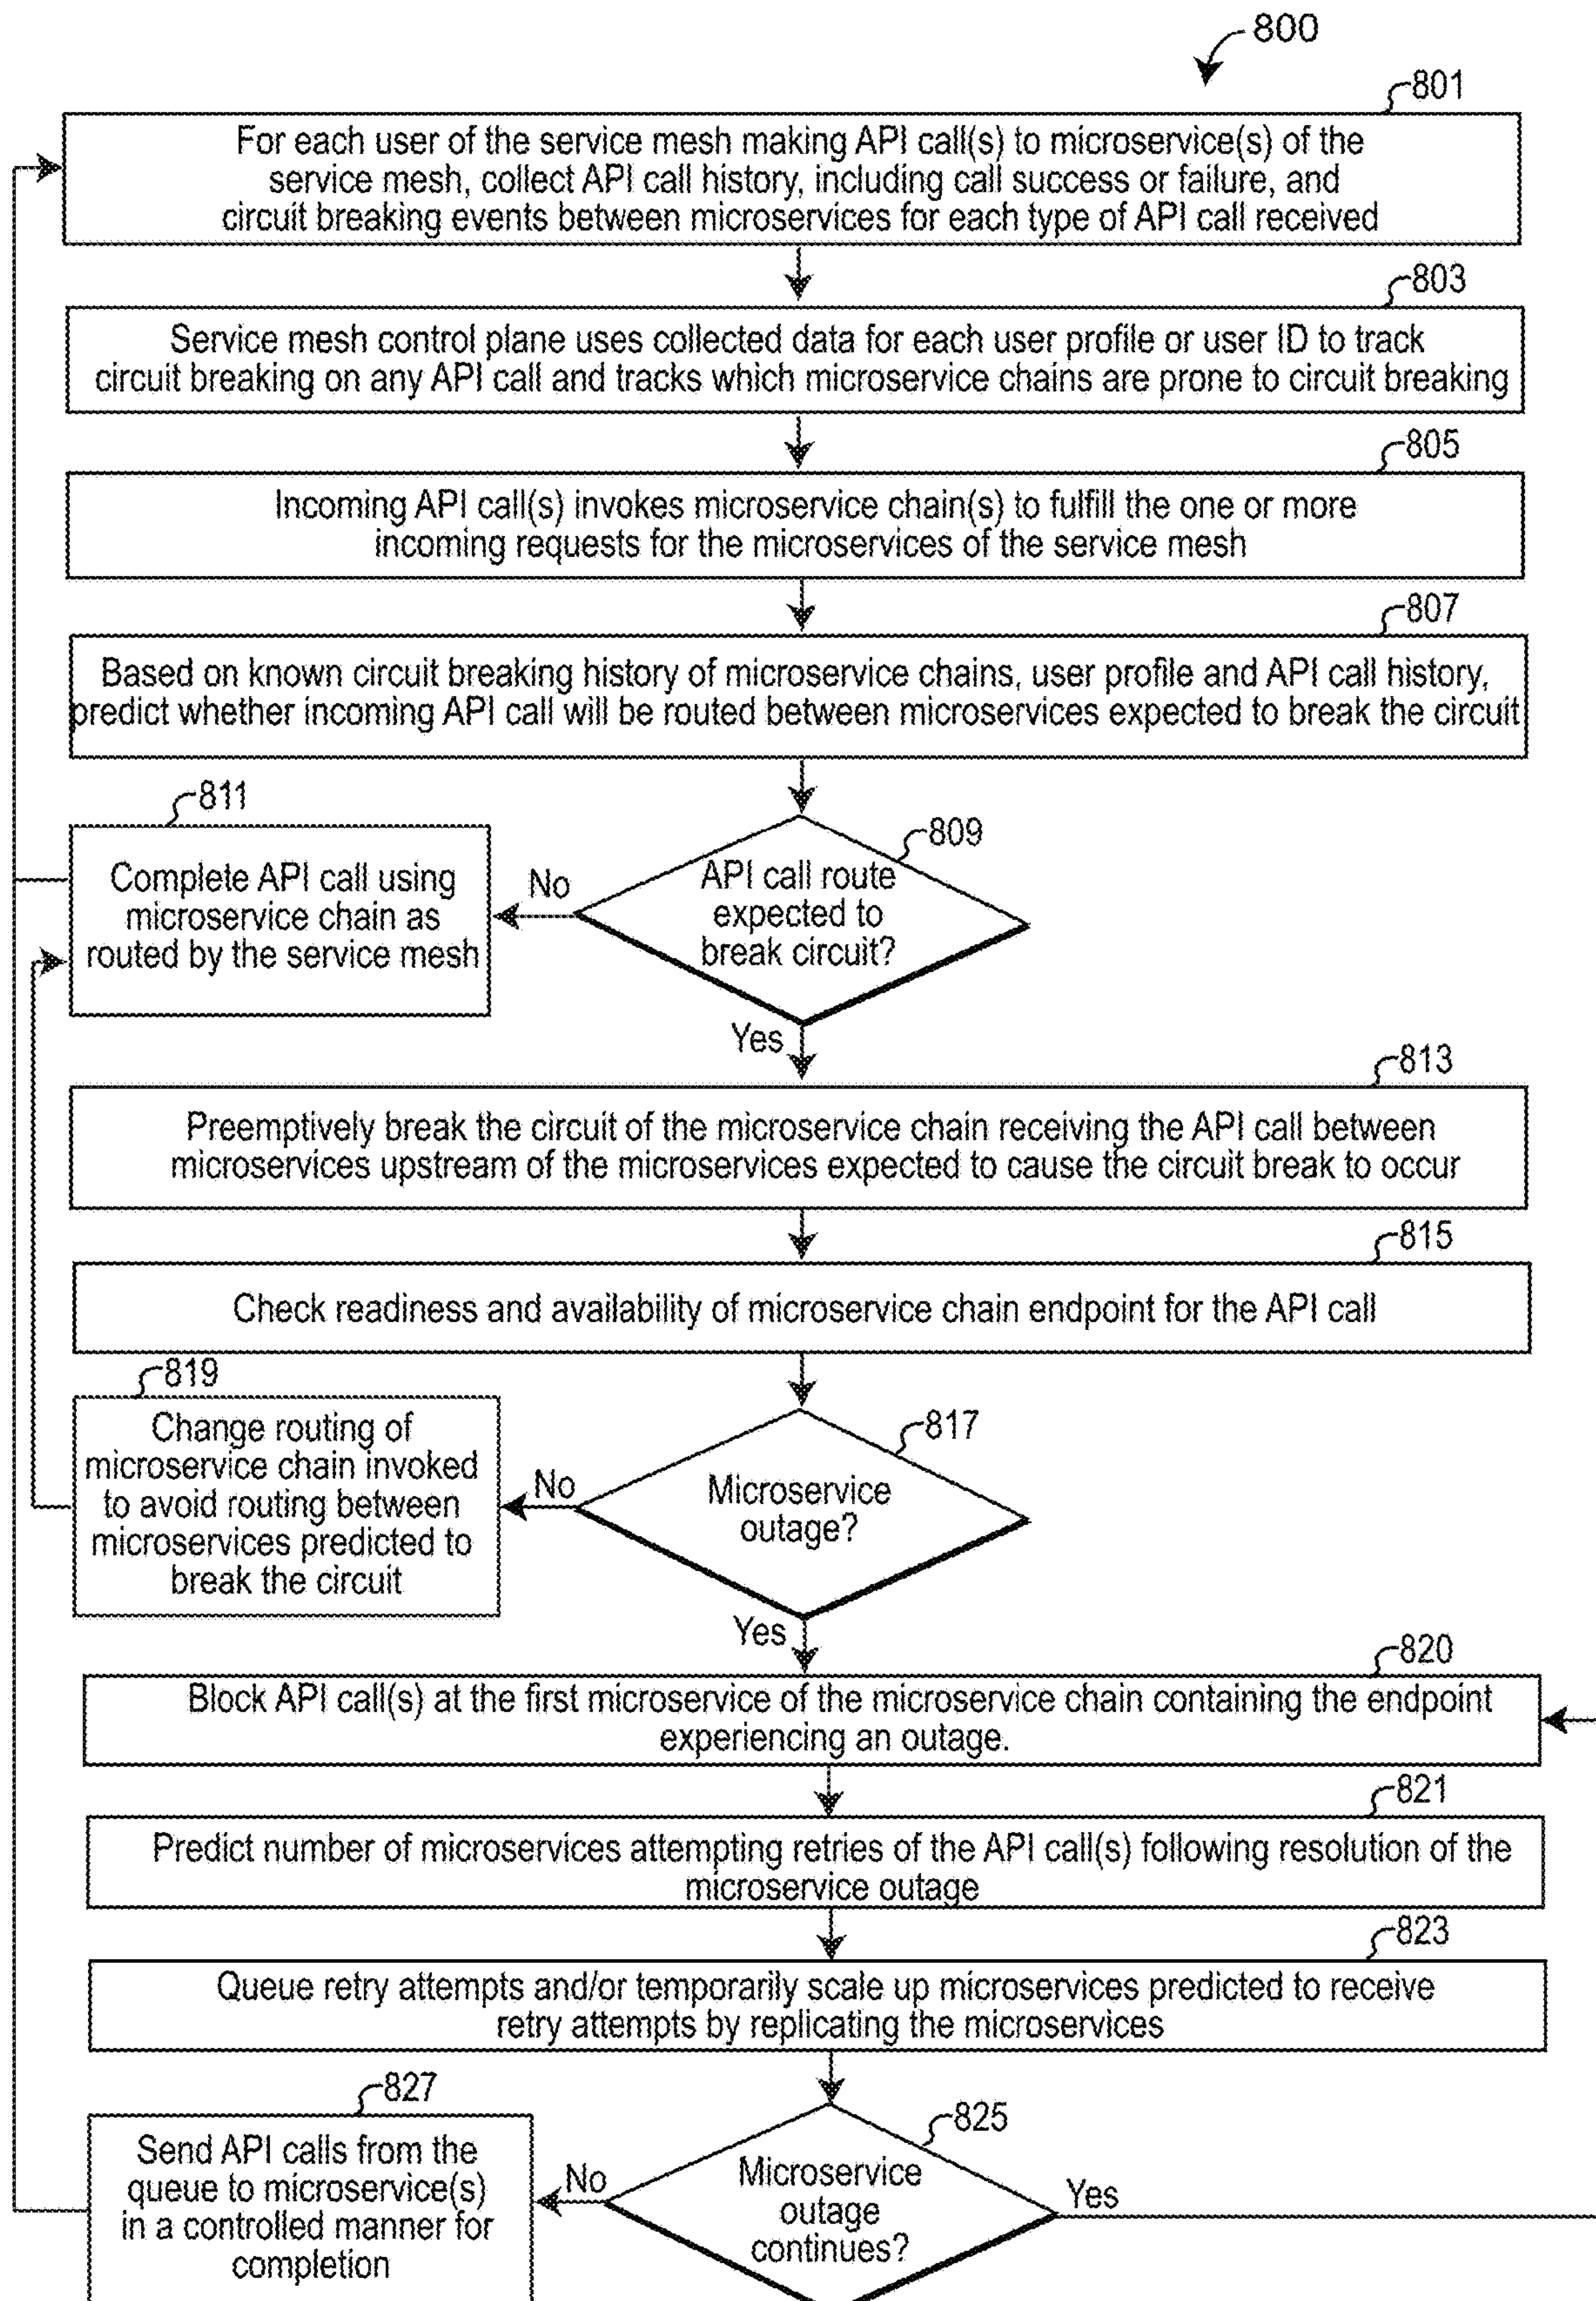 800
801
For each user of the service mesh making API call(s) to microservice(s) of the
service mesh, collect API call history, including call success or failure, and
circuit breaking events between microservices for each type of API call received
803
Service mesh control plane uses collected data for each user profile or user ID to track
circuit breaking on any API call and tracks which microservice chains are prone to circuit breaking
805
Incoming API call(s) invokes microservice chain(s) to fulfill the one or more
incoming requests for the microservices of the service mesh
807
Based on known circuit breaking history of microservice chains, user profile and API call history,
predict whether incoming API call will be routed between microservices expected to break the circuit
811
Complete API call using
microservice chain as
routed by the service mesh
No
809
API call route
expected to
break circuit?
Yes
813
Preemptively break the circuit of the microservice chain receiving the API call between
microservices upstream of the microservices expected to cause the circuit break to occur
815
Check readiness and availability of microservice chain endpoint for the API call
819
Change routing of
microservice chain invoked
to avoid routing between
microservices predicted to
break the circuit
No
817
Microservice
outage?
Yes
820
Block API call(s) at the first microservice of the microservice chain containing the endpoint
experiencing an outage.
821
Predict number of microservices attempting retries of the API call(s) following resolution of the
microservice outage
823
Queue retry attempts and/or temporarily scale up microservices predicted to receive
retry attempts by replicating the microservices
827
Send API calls from the
queue to microservice(s)
in a controlled manner for
completion
No
825
Microservice
outage
continues?
Yes